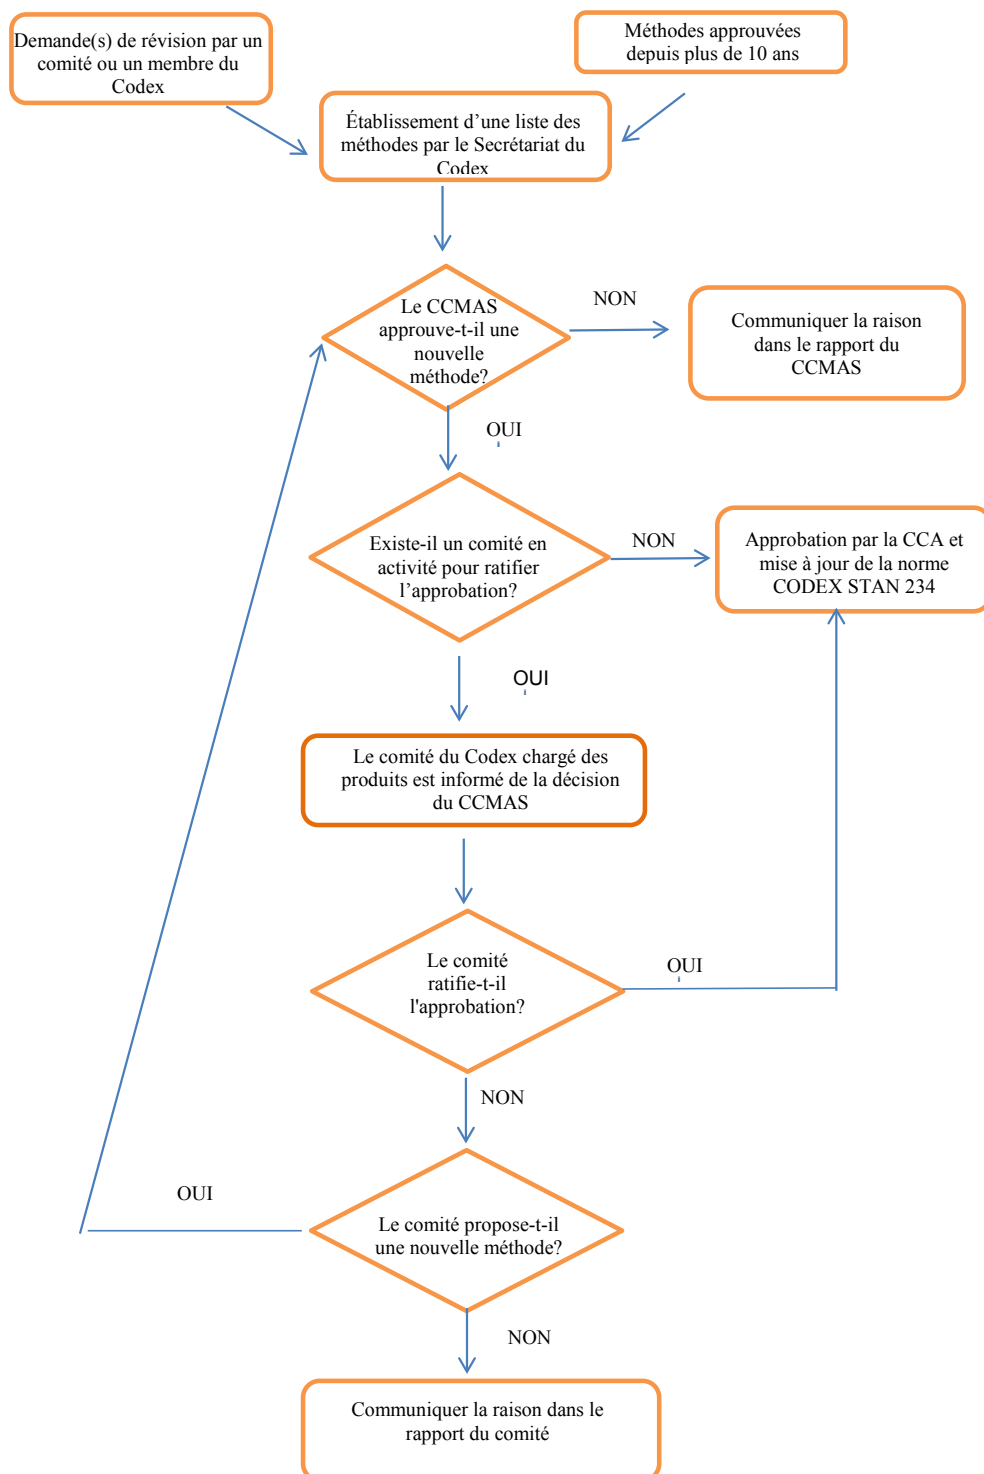 Demande(s) de révision par un
comité ou un membre du
Codex
Méthodes approuvées
depuis plus de 10 ans
Établissement d’une liste des
méthodes par le Secrétariat du
Codex
Le CCMAS
approuve-t-il une
nouvelle
méthode?
NON
Communiquer la raison
dans le rapport du
CCMAS
OUI
Existe-il un comité en
activité pour ratifier
l’approbation?
NON
Approbation par la CCA et
mise à jour de la norme
CODEX STAN 234
OUI
Le comité du Codex chargé des
produits est informé de la décision
du CCMAS
Le comité
ratifie-t-il
l'approbation?
OUI
NON
OUI
Le comité propose-t-il
une nouvelle méthode?
NON
Communiquer la raison dans le
rapport du comité